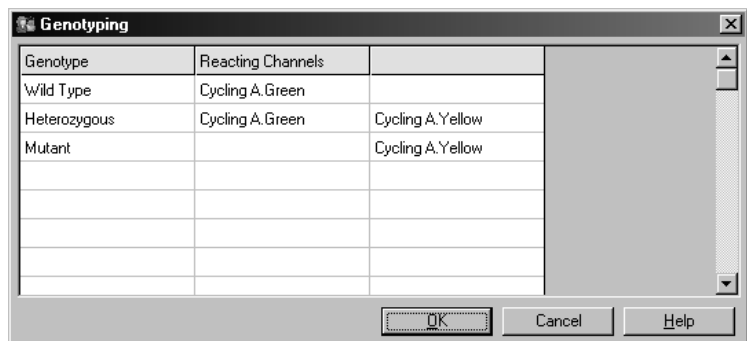 Genotyping
Genotype Reacting Channels
Wild Type Cycling A.Green
Heterozygous Cycling A.Green Cycling A.Yellow
Mutant Cycling A.Yellow
OK Cancel Help